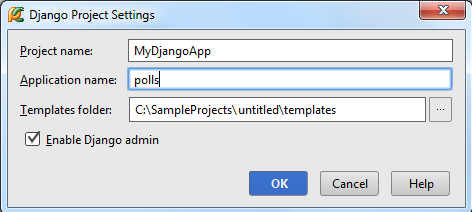 Django Project Settings
Project name: MyDjangoApp
Application name: polls
Templates folder: C:\SampleProjects\untitled\templates ...
Enable Django admin
OK Cancel Help